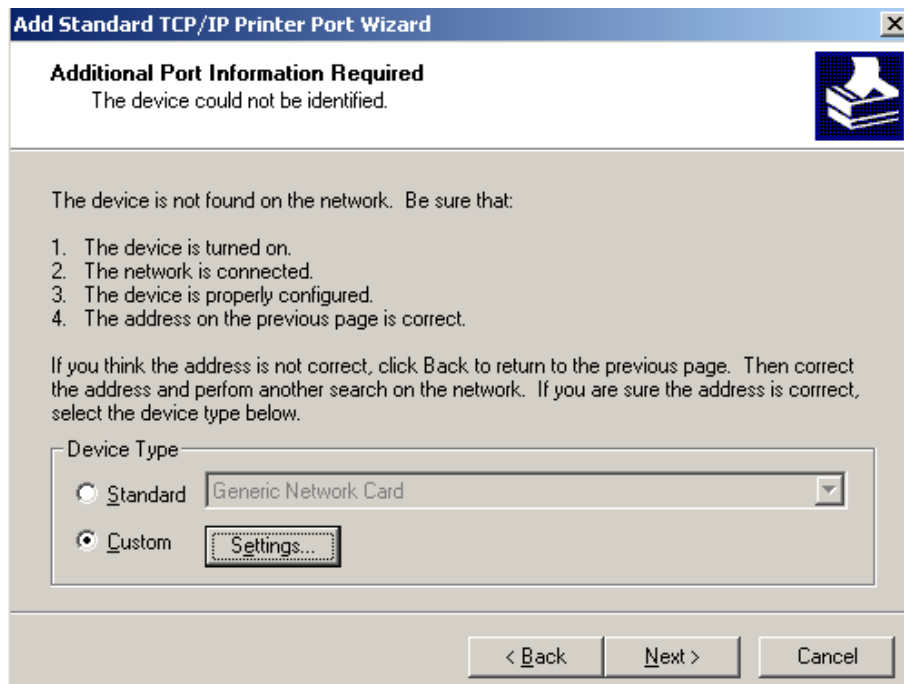 Add Standard TCP/IP Printer Port Wizard
Additional Port Information Required
The device could not be identified.
The device is not found on the network.  Be sure that:
1.  The device is turned on.
2.  The network is connected.
3.  The device is properly configured.
4.  The address on the previous page is correct.
If you think the address is not correct, click Back to return to the previous page.  Then correct
the address and perfom another search on the network.  If you are sure the address is corrrect,
select the device type below.
Device Type
Standard Generic Network Card
Custom Settings...
< Back Next > Cancel